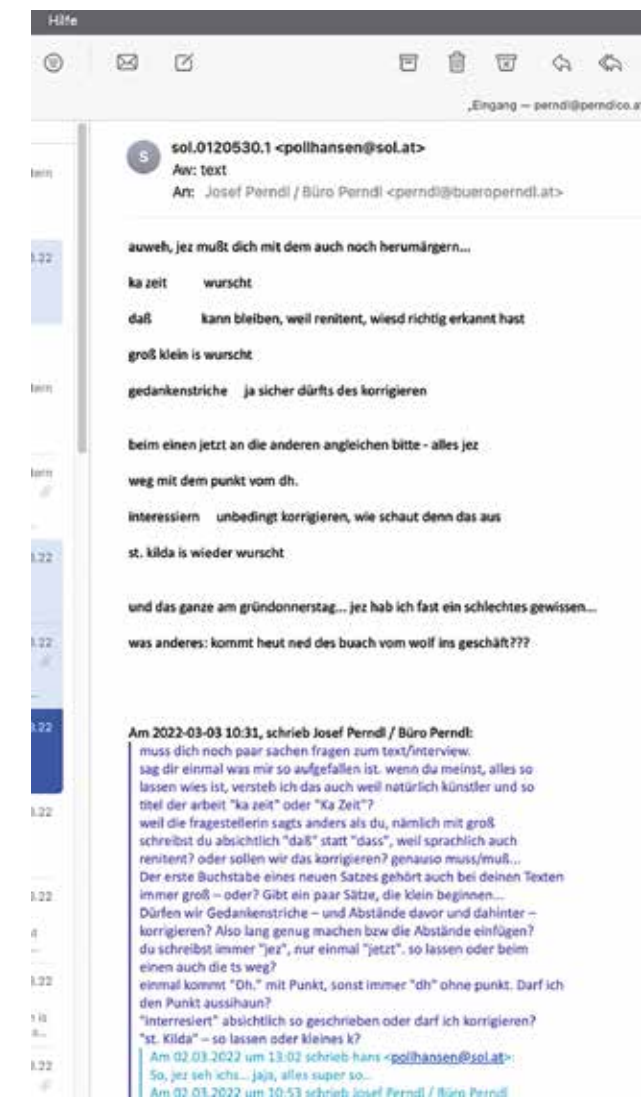 Hilfe
„Eingang — perndl@perndlco.a
S
sol.0120530.1 <pollhansen@sol.at>
Aw: text
An: Josef Perndl / Büro Perndl <perndl@bueroperndl.at>
auweh, jez mußt dich mit dem auch noch herumärgern...
ka zeit wurscht
daß kann bleiben, weil renitent, wiesd richtig erkannt hast
groß klein is wurscht
gedankenstriche ja sicher dürfts des korrigieren
beim einen jetzt an die anderen angleichen bitte - alles jez
weg mit dem punkt vom dh.
interessiern unbedingt korrigieren, wie schaut denn das aus
st. kilda is wieder wurscht
und das ganze am gründonnerstag... jez hab ich fast ein schlechtes gewissen...
was anderes: kommt heut ned des buach vom wolf ins geschäft???
Am 2022-03-03 10:31, schrieb Josef Perndl / Büro Perndl:
muss dich noch paar sachen fragen zum text/interview.
sag dir einmal was mir so aufgefallen ist. wenn du meinst, alles so
lassen wies ist, versteh ich das auch weil natürlich künstler und so
titel der arbeit "ka zeit" oder "Ka Zeit"?
weil die fragestellerin sagts anders als du, nämlich mit groß
schreibst du absichtlich "daß" statt "dass", weil sprachlich auch
renitent? oder sollen wir das korrigieren? genauso muss/muß...
Der erste Buchstabe eines neuen Satzes gehört auch bei deinen Texten
immer groß – oder? Gibt ein paar Sätze, die klein beginnen...
Dürfen wir Gedankenstriche – und Abstände davor und dahinter –
korrigieren? Also lang genug machen bzw die Abstände einfügen?
du schreibst immer "jez", nur einmal "jetzt". so lassen oder beim
einen auch die ts weg?
einmal kommt "Dh." mit Punkt, sonst immer "dh" ohne punkt. Darf ich
den Punkt aussihaun?
"interresiert" absichtlich so geschrieben oder darf ich korrigieren?
"st. Kilda" – so lassen oder kleines k?
Am 02.03.2022 um 13:02 schrieb hans <pollhansen@sol.at>:
So, jez seh ichs... jaja, alles super so...
Am 02.03.2022 um 10:53 schrieb Josef Perndl / Büro Perndl